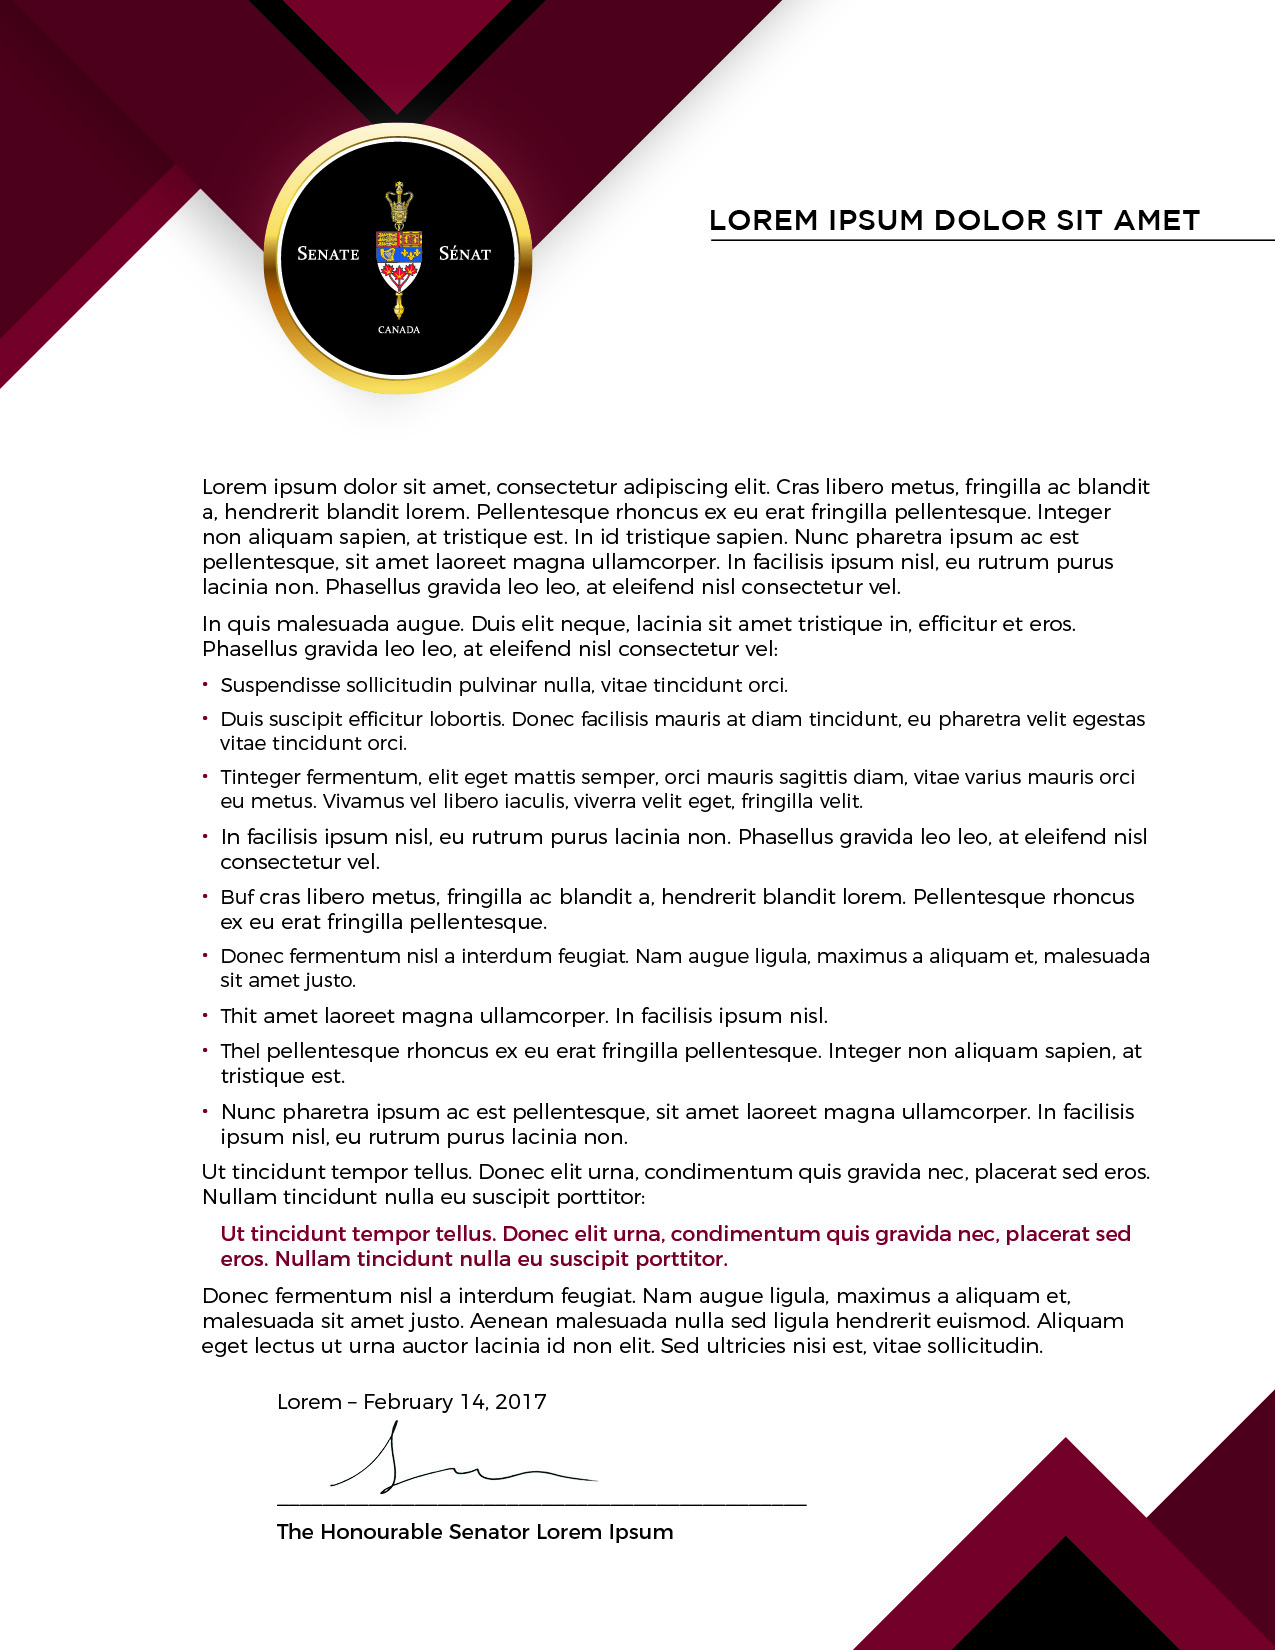 LOREM IPSUM DOLOR SIT AMET
SENATE SÉNAT
CANADA
Lorem ipsum dolor sit amet, consectetur adipiscing elit. Cras libero metus, fringilla ac blandit
a, hendrerit blandit lorem. Pellentesque rhoncus ex eu erat fringilla pellentesque. Integer
non aliquam sapien, at tristique est. In id tristique sapien. Nunc pharetra ipsum ac est
pellentesque, sit amet laoreet magna ullamcorper. In facilisis ipsum nisl, eu rutrum purus
lacinia non. Phasellus gravida leo leo, at eleifend nisl consectetur vel.
In quis malesuada augue. Duis elit neque, lacinia sit amet tristique in, efficitur et eros.
Phasellus gravida leo leo, at eleifend nisl consectetur vel:
• Suspendisse sollicitudin pulvinar nulla, vitae tincidunt orci.
• Duis suscipit efficitur lobortis. Donec facilisis mauris at diam tincidunt, eu pharetra velit egestas
vitae tincidunt orci.
• Tinteger fermentum, elit eget mattis semper, orci mauris sagittis diam, vitae varius mauris orci
eu metus. Vivamus vel libero iaculis, viverra velit eget, fringilla velit.
• In facilisis ipsum nisl, eu rutrum purus lacinia non. Phasellus gravida leo leo, at eleifend nisl
consectetur vel.
• Buf cras libero metus, fringilla ac blandit a, hendrerit blandit lorem. Pellentesque rhoncus
ex eu erat fringilla pellentesque.
• Donec fermentum nisl a interdum feugiat. Nam augue ligula, maximus a aliquam et, malesuada
sit amet justo.
• Thit amet laoreet magna ullamcorper. In facilisis ipsum nisl.
• Thel pellentesque rhoncus ex eu erat fringilla pellentesque. Integer non aliquam sapien, at
tristique est.
• Nunc pharetra ipsum ac est pellentesque, sit amet laoreet magna ullamcorper. In facilisis
ipsum nisl, eu rutrum purus lacinia non.
Ut tincidunt tempor tellus. Donec elit urna, condimentum quis gravida nec, placerat sed eros.
Nullam tincidunt nulla eu suscipit porttitor:
Ut tincidunt tempor tellus. Donec elit urna, condimentum quis gravida nec, placerat sed
eros. Nullam tincidunt nulla eu suscipit porttitor.
Donec fermentum nisl a interdum feugiat. Nam augue ligula, maximus a aliquam et,
malesuada sit amet justo. Aenean malesuada nulla sed ligula hendrerit euismod. Aliquam
eget lectus ut urna auctor lacinia id non elit. Sed ultricies nisi est, vitae sollicitudin.
Lorem – February 14, 2017
The Honourable Senator Lorem Ipsum